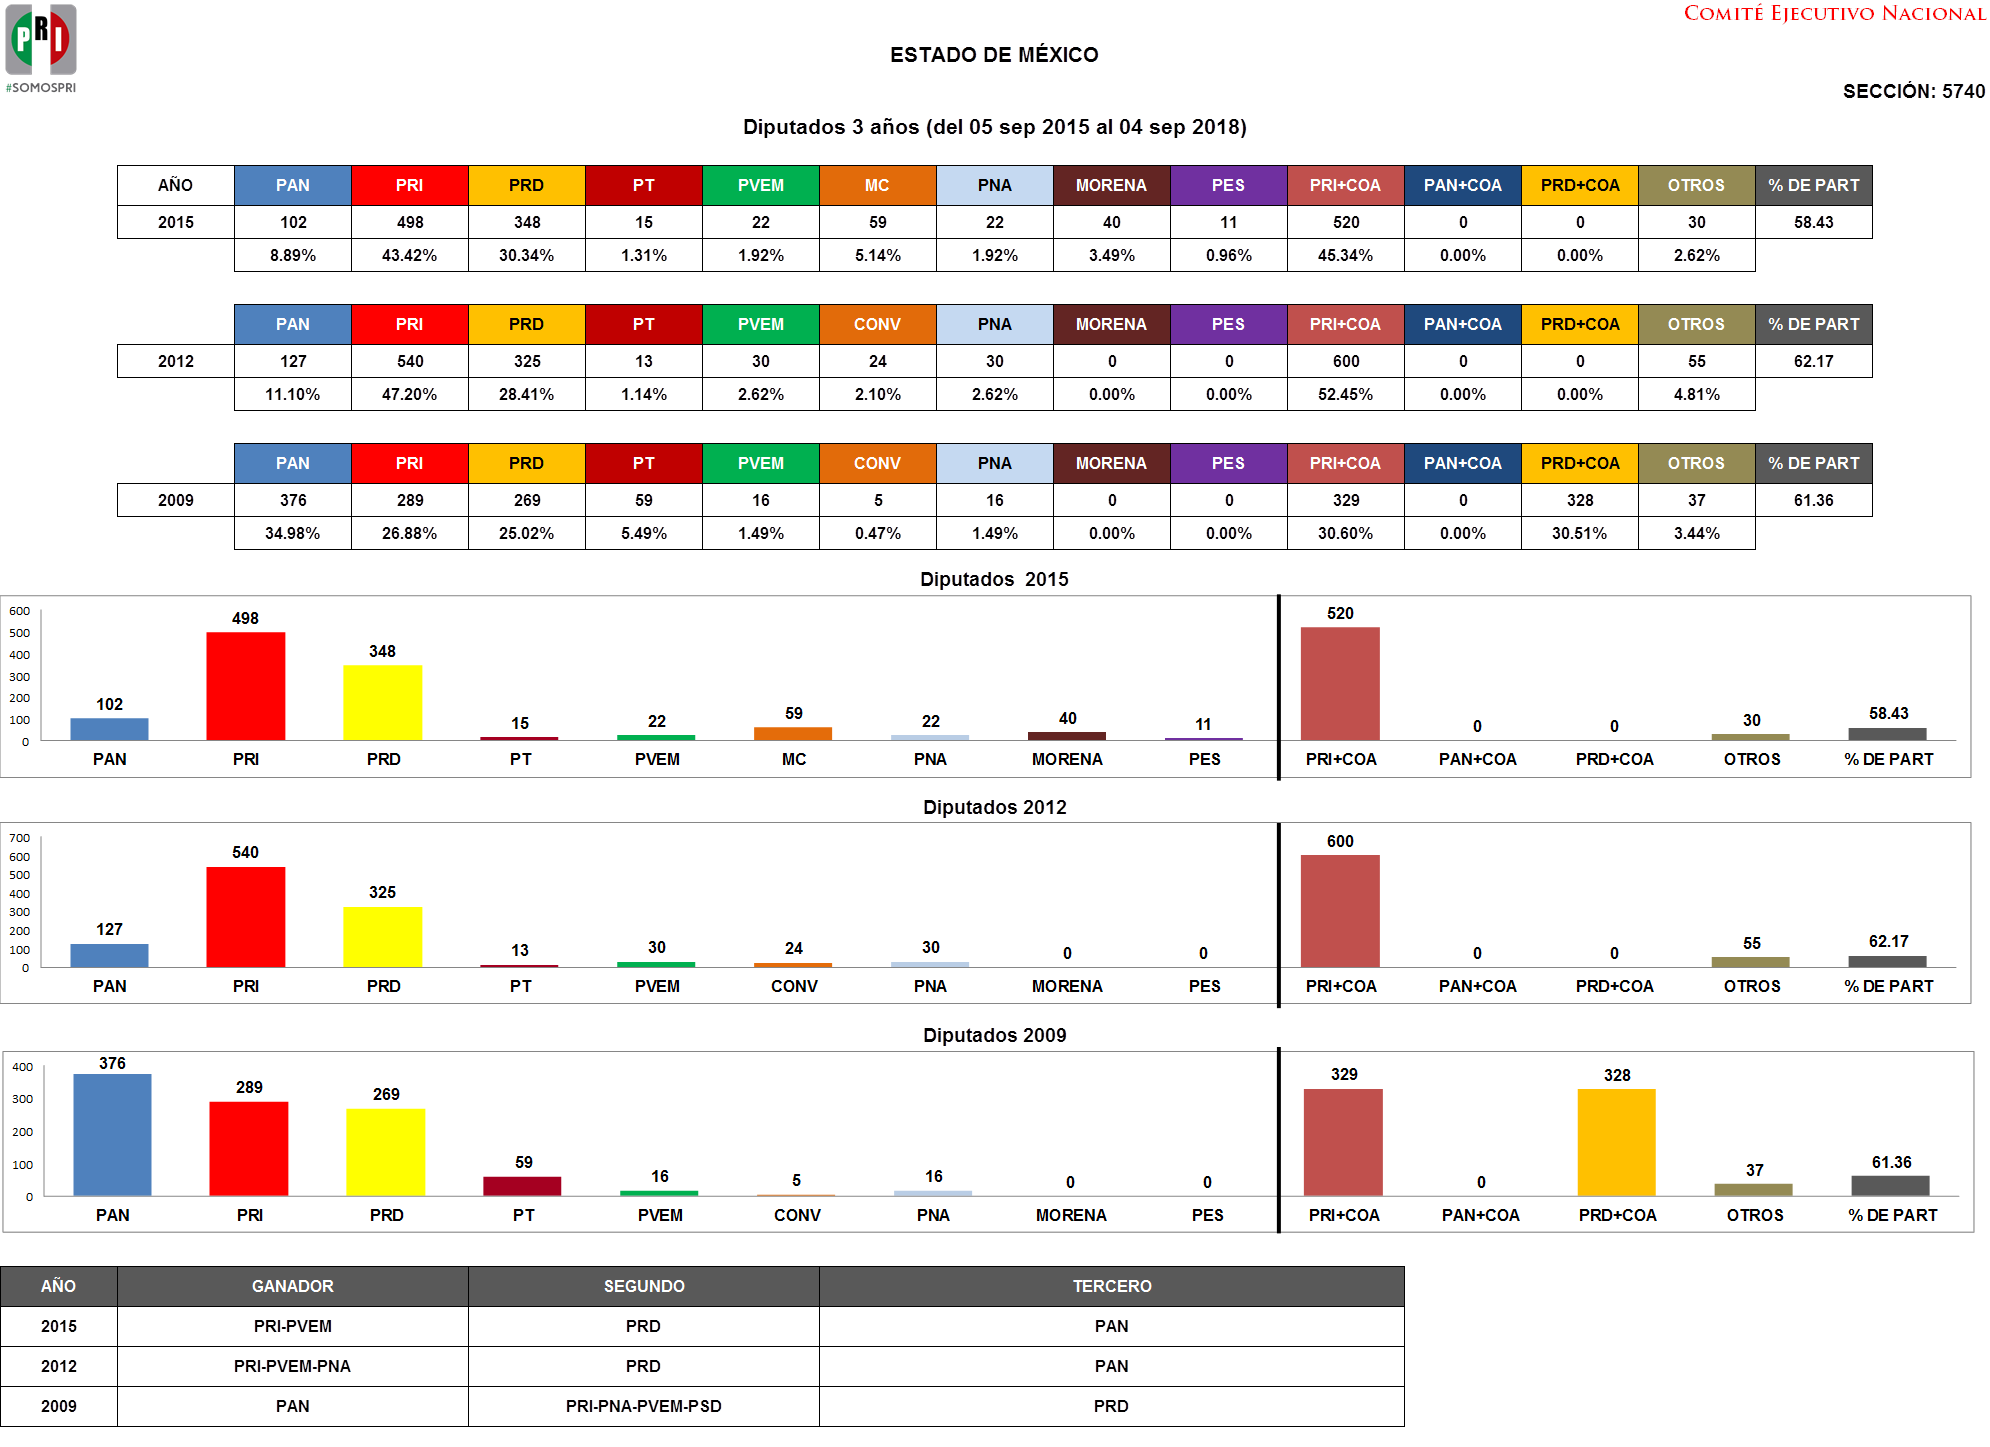 PRI
#SOMOSPRI
COMITÉ EJECUTIVO NACIONAL
ESTADO DE MÉXICO
SECCIÓN: 5740
Diputados 3 años (del 05 sep 2015 al 04 sep 2018)
AÑO PAN PRI PRD PT PVEM MC PNA MORENA PES PRI+COA PAN+COA PRD+COA OTROS % DE PART
2015 102 498 348 15 22 59 22 40 11 520 0 0 30 58.43
8.89% 43.42% 30.34% 1.31% 1.92% 5.14% 1.92% 3.49% 0.96% 45.34% 0.00% 0.00% 2.62%
PAN PRI PRD PT PVEM CONV PNA MORENA PES PRI+COA PAN+COA PRD+COA OTROS % DE PART
2012 127 540 325 13 30 24 30 0 0 600 0 0 55 62.17
11.10% 47.20% 28.41% 1.14% 2.62% 2.10% 2.62% 0.00% 0.00% 52.45% 0.00% 0.00% 4.81%
PAN PRI PRD PT PVEM CONV PNA MORENA PES PRI+COA PAN+COA PRD+COA OTROS % DE PART
2009 376 289 269 59 16 5 16 0 0 329 0 328 37 61.36
34.98% 26.88% 25.02% 5.49% 1.49% 0.47% 1.49% 0.00% 0.00% 30.60% 0.00% 30.51% 3.44%
Diputados 2015
600
500
400
300
200
100
0
102 498 348 15 22 59 22 40 11 520 0 0 30 58.43
PAN PRI PRD PT PVEM MC PNA MORENA PES PRI+COA PAN+COA PRD+COA OTROS % DE PART
Diputados 2012
700
600
500
400
300
200
100
0
127 540 325 13 30 24 30 0 0 600 0 0 55 62.17
PAN PRI PRD PT PVEM CONV PNA MORENA PES PRI+COA PAN+COA PRD+COA OTROS % DE PART
Diputados 2009
400
300
200
100
0
376 289 269 59 16 5 16 0 0 329 0 328 37 61.36
PAN PRI PRD PT PVEM CONV PNA MORENA PES PRI+COA PAN+COA PRD+COA OTROS % DE PART
AÑO GANADOR SEGUNDO TERCERO
2015 PRI-PVEM PRD PAN
2012 PRI-PVEM-PNA PRD PAN
2009 PAN PRI-PNA-PVEM-PSD PRD